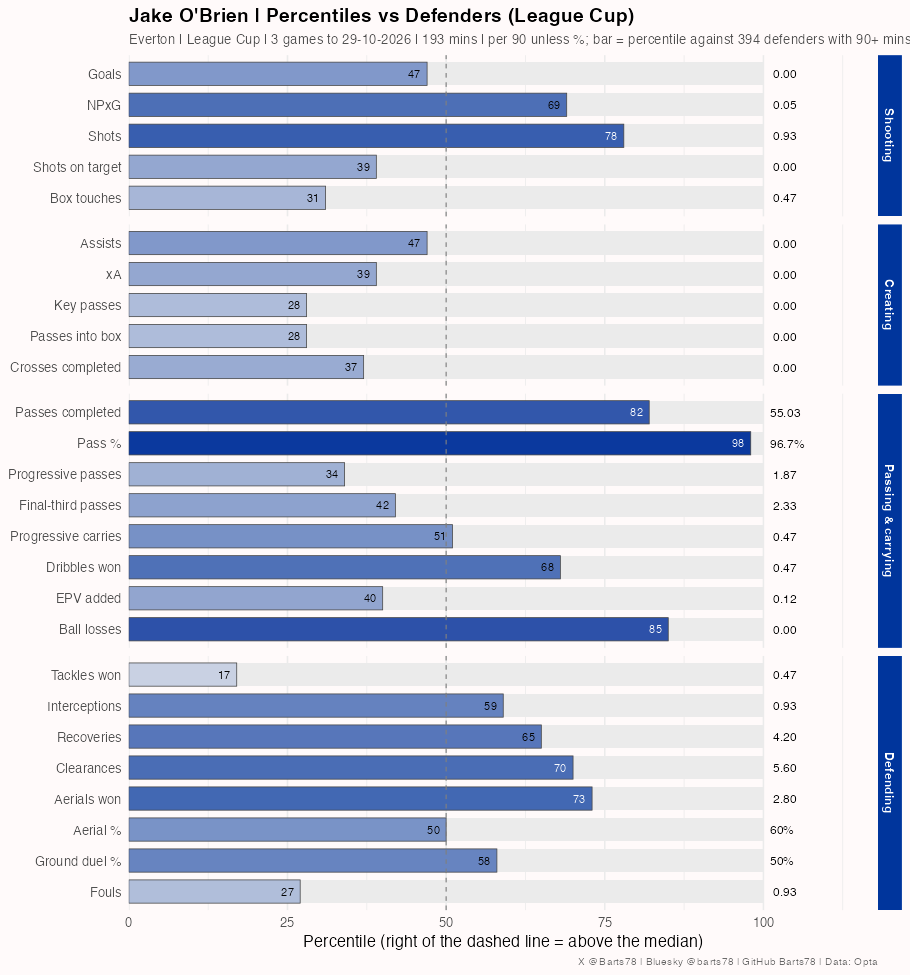 Jake O'Brien | Percentiles vs Defenders (League Cup)
Everton | League Cup | 3 games to 29-10-2026 | 193 mins | per 90 unless %; bar = percentile against 394 defenders with 90+ mins
Goals 47 0.00
NPxG 69 0.05
Shots 78 0.93
Shots on target 39 0.00
Box touches 31 0.47
Shooting
Assists 47 0.00
xA 39 0.00
Key passes 28 0.00
Passes into box 28 0.00
Crosses completed 37 0.00
Creating
Passes completed 82 55.03
Pass % 98 96.7%
Progressive passes 34 1.87
Final-third passes 42 2.33
Progressive carries 51 0.47
Dribbles won 68 0.47
EPV added 40 0.12
Ball losses 85 0.00
Passing & carrying
Tackles won 17 0.47
Interceptions 59 0.93
Recoveries 65 4.20
Clearances 70 5.60
Aerials won 73 2.80
Aerial % 50 60%
Ground duel % 58 50%
Fouls 27 0.93
Defending
0 25 50 75 100
Percentile (right of the dashed line = above the median)
X @Barts78 | Bluesky @barts78 | GitHub Barts78 | Data: Opta